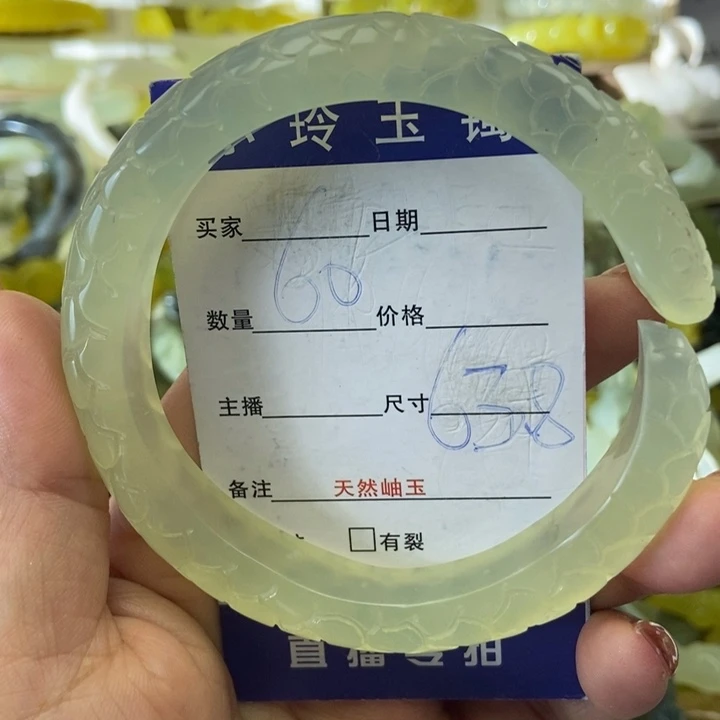 玲玉
买家 日期
60
数量 价格
主播 尺寸 638
备注 天然岫玉
有裂
直播专拍